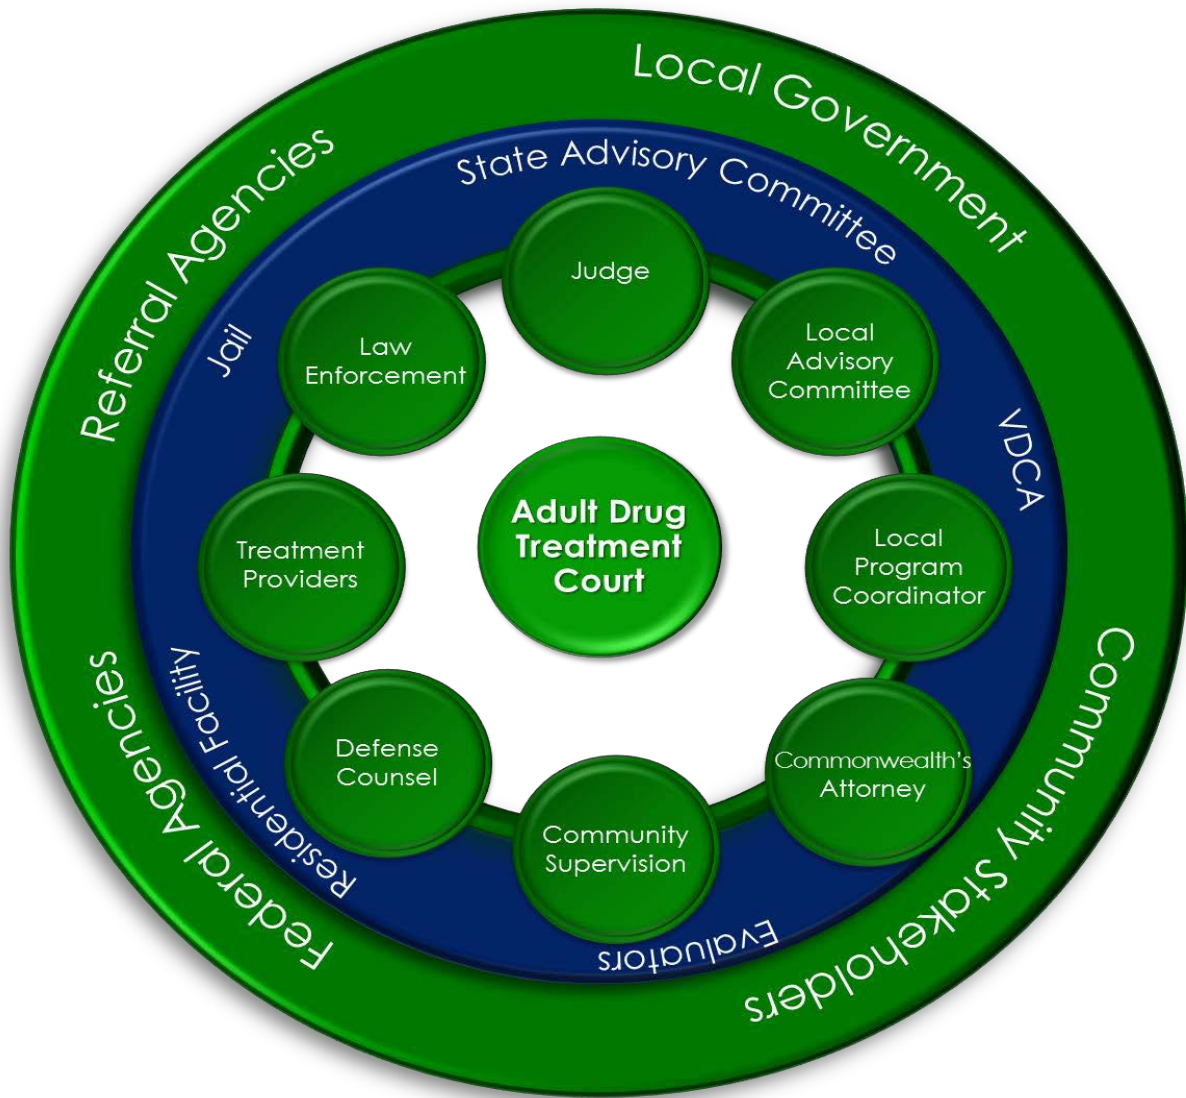 Local Government
Referral Agencies
State Advisory Committee
Jail
Judge
Law
Enforcement
Local
Advisory
Committee
VDCA
Adult Drug
Treatment
Court
Treatment
Providers
Local
Program
Coordinator
Community Stakeholders
Federal Agencies
Residential Facility
Defense
Counsel
Commonwealth's
Attorney
Community
Supervision
Evaluators